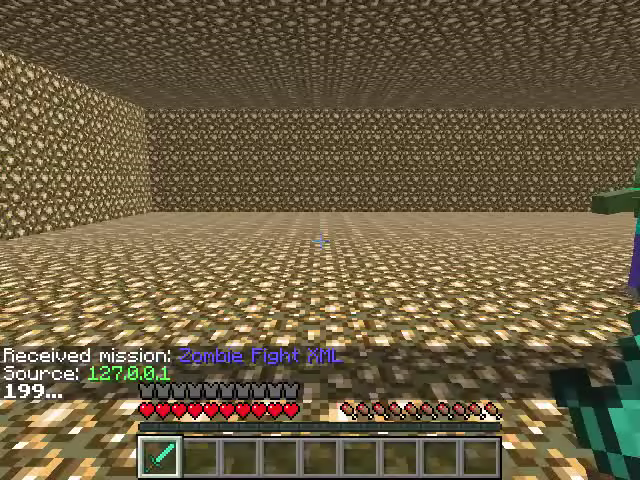 Received mission: Zombie Fight XML
Source: 127.0.0.1
199...